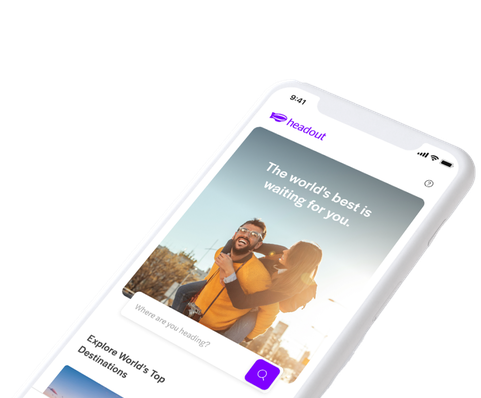 9:41
headout
The world's best is
waiting for you.
Where are you heading?
Explore World's Top
Destinations